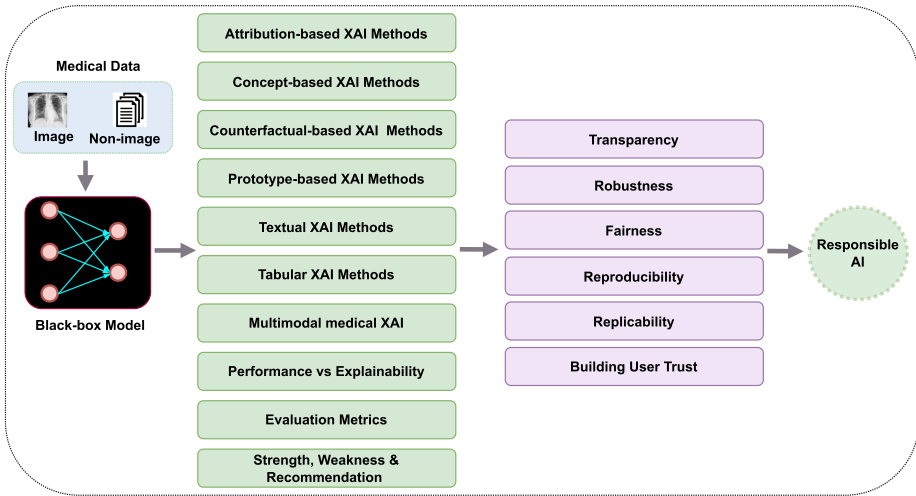 Medical Data
Image
Non-image
Black-box Model
Attribution-based XAI Methods
Concept-based XAI Methods
Counterfactual-based XAI Methods
Prototype-based XAI Methods
Textual XAI Methods
Tabular XAI Methods
Multimodal medical XAI
Performance vs Explainability
Evaluation Metrics
Strength, Weakness &
Recommendation
Transparency
Robustness
Fairness
Reproducibility
Replicability
Building User Trust
Responsible
AI